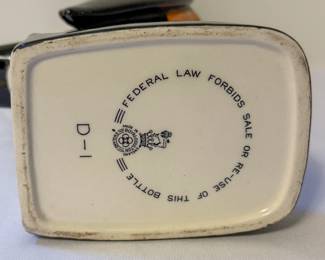 FEDERAL LAW FORBIDS SALE OR RE-USE OF THIS BOTTLE
D-1